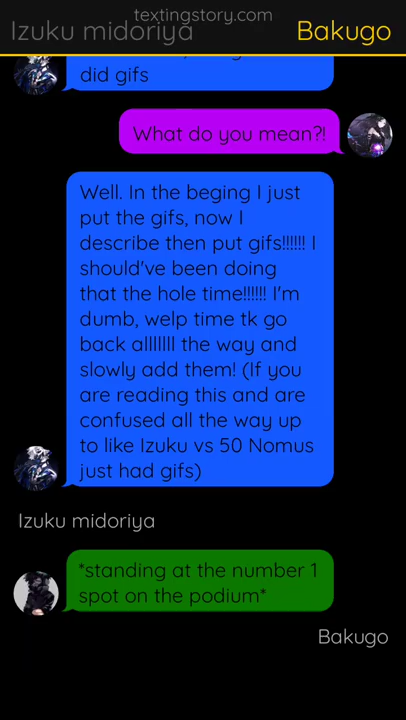 textingstory.com
Izuku midoriya
Bakugo
did gifs
What do you mean?!
Well. In the beging I just
put the gifs, now I
describe then put gifs!!!!!! I
should've been doing
that the hole time!!!!!! I'm
dumb, welp time tk go
back alllllll the way and
slowly add them! (If you
are reading this and are
confused all the way up
to like Izuku vs 50 Nomus
just had gifs)
Izuku midoriya
*standing at the number 1
spot on the podium*
Bakugo